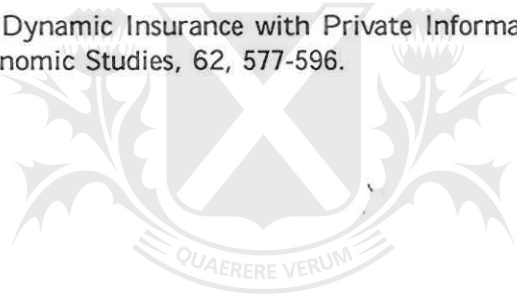 Dynamic Insurance with Private Informa
nomic Studies, 62, 577-596.
QUAERERE VERUM